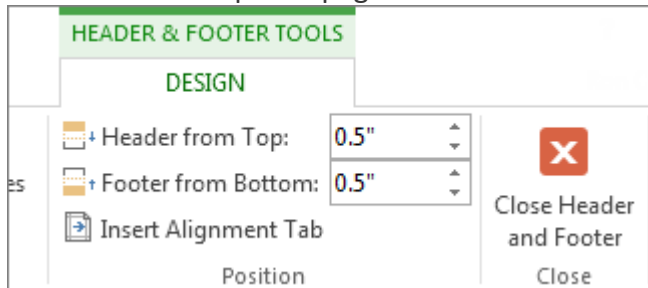 HEADER & FOOTER TOOLS
DESIGN
Header from Top: 0.5"
es Footer from Bottom: 0.5"
Insert Alignment Tab
Position
Close Header
and Footer
Close